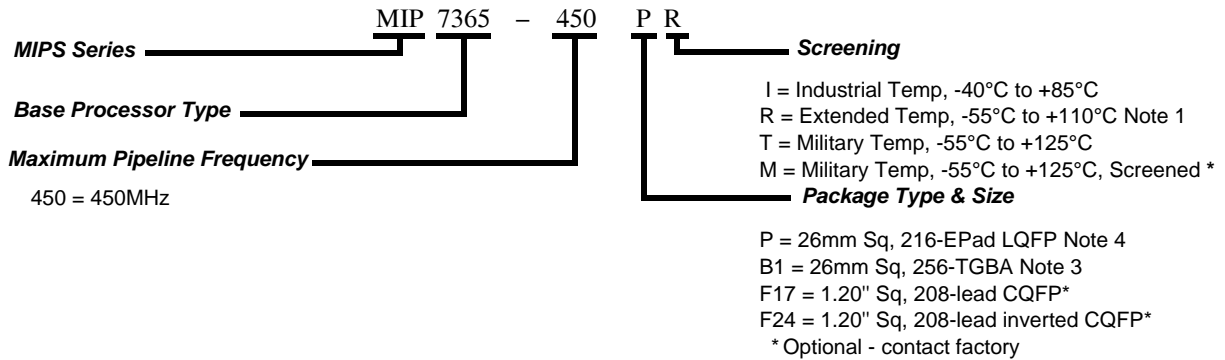 MIP 7365 – 450 P R
MIPS Series
Base Processor Type
Maximum Pipeline Frequency
450 = 450MHz
Screening
I = Industrial Temp, -40°C to +85°C
R = Extended Temp, -55°C to +110°C Note 1
T = Military Temp, -55°C to +125°C
M = Military Temp, -55°C to +125°C, Screened *
Package Type & Size
P = 26mm Sq, 216-EPad LQFP Note 4
B1 = 26mm Sq, 256-TGBA Note 3
F17 = 1.20" Sq, 208-lead CQFP*
F24 = 1.20" Sq, 208-lead inverted CQFP*
* Optional - contact factory